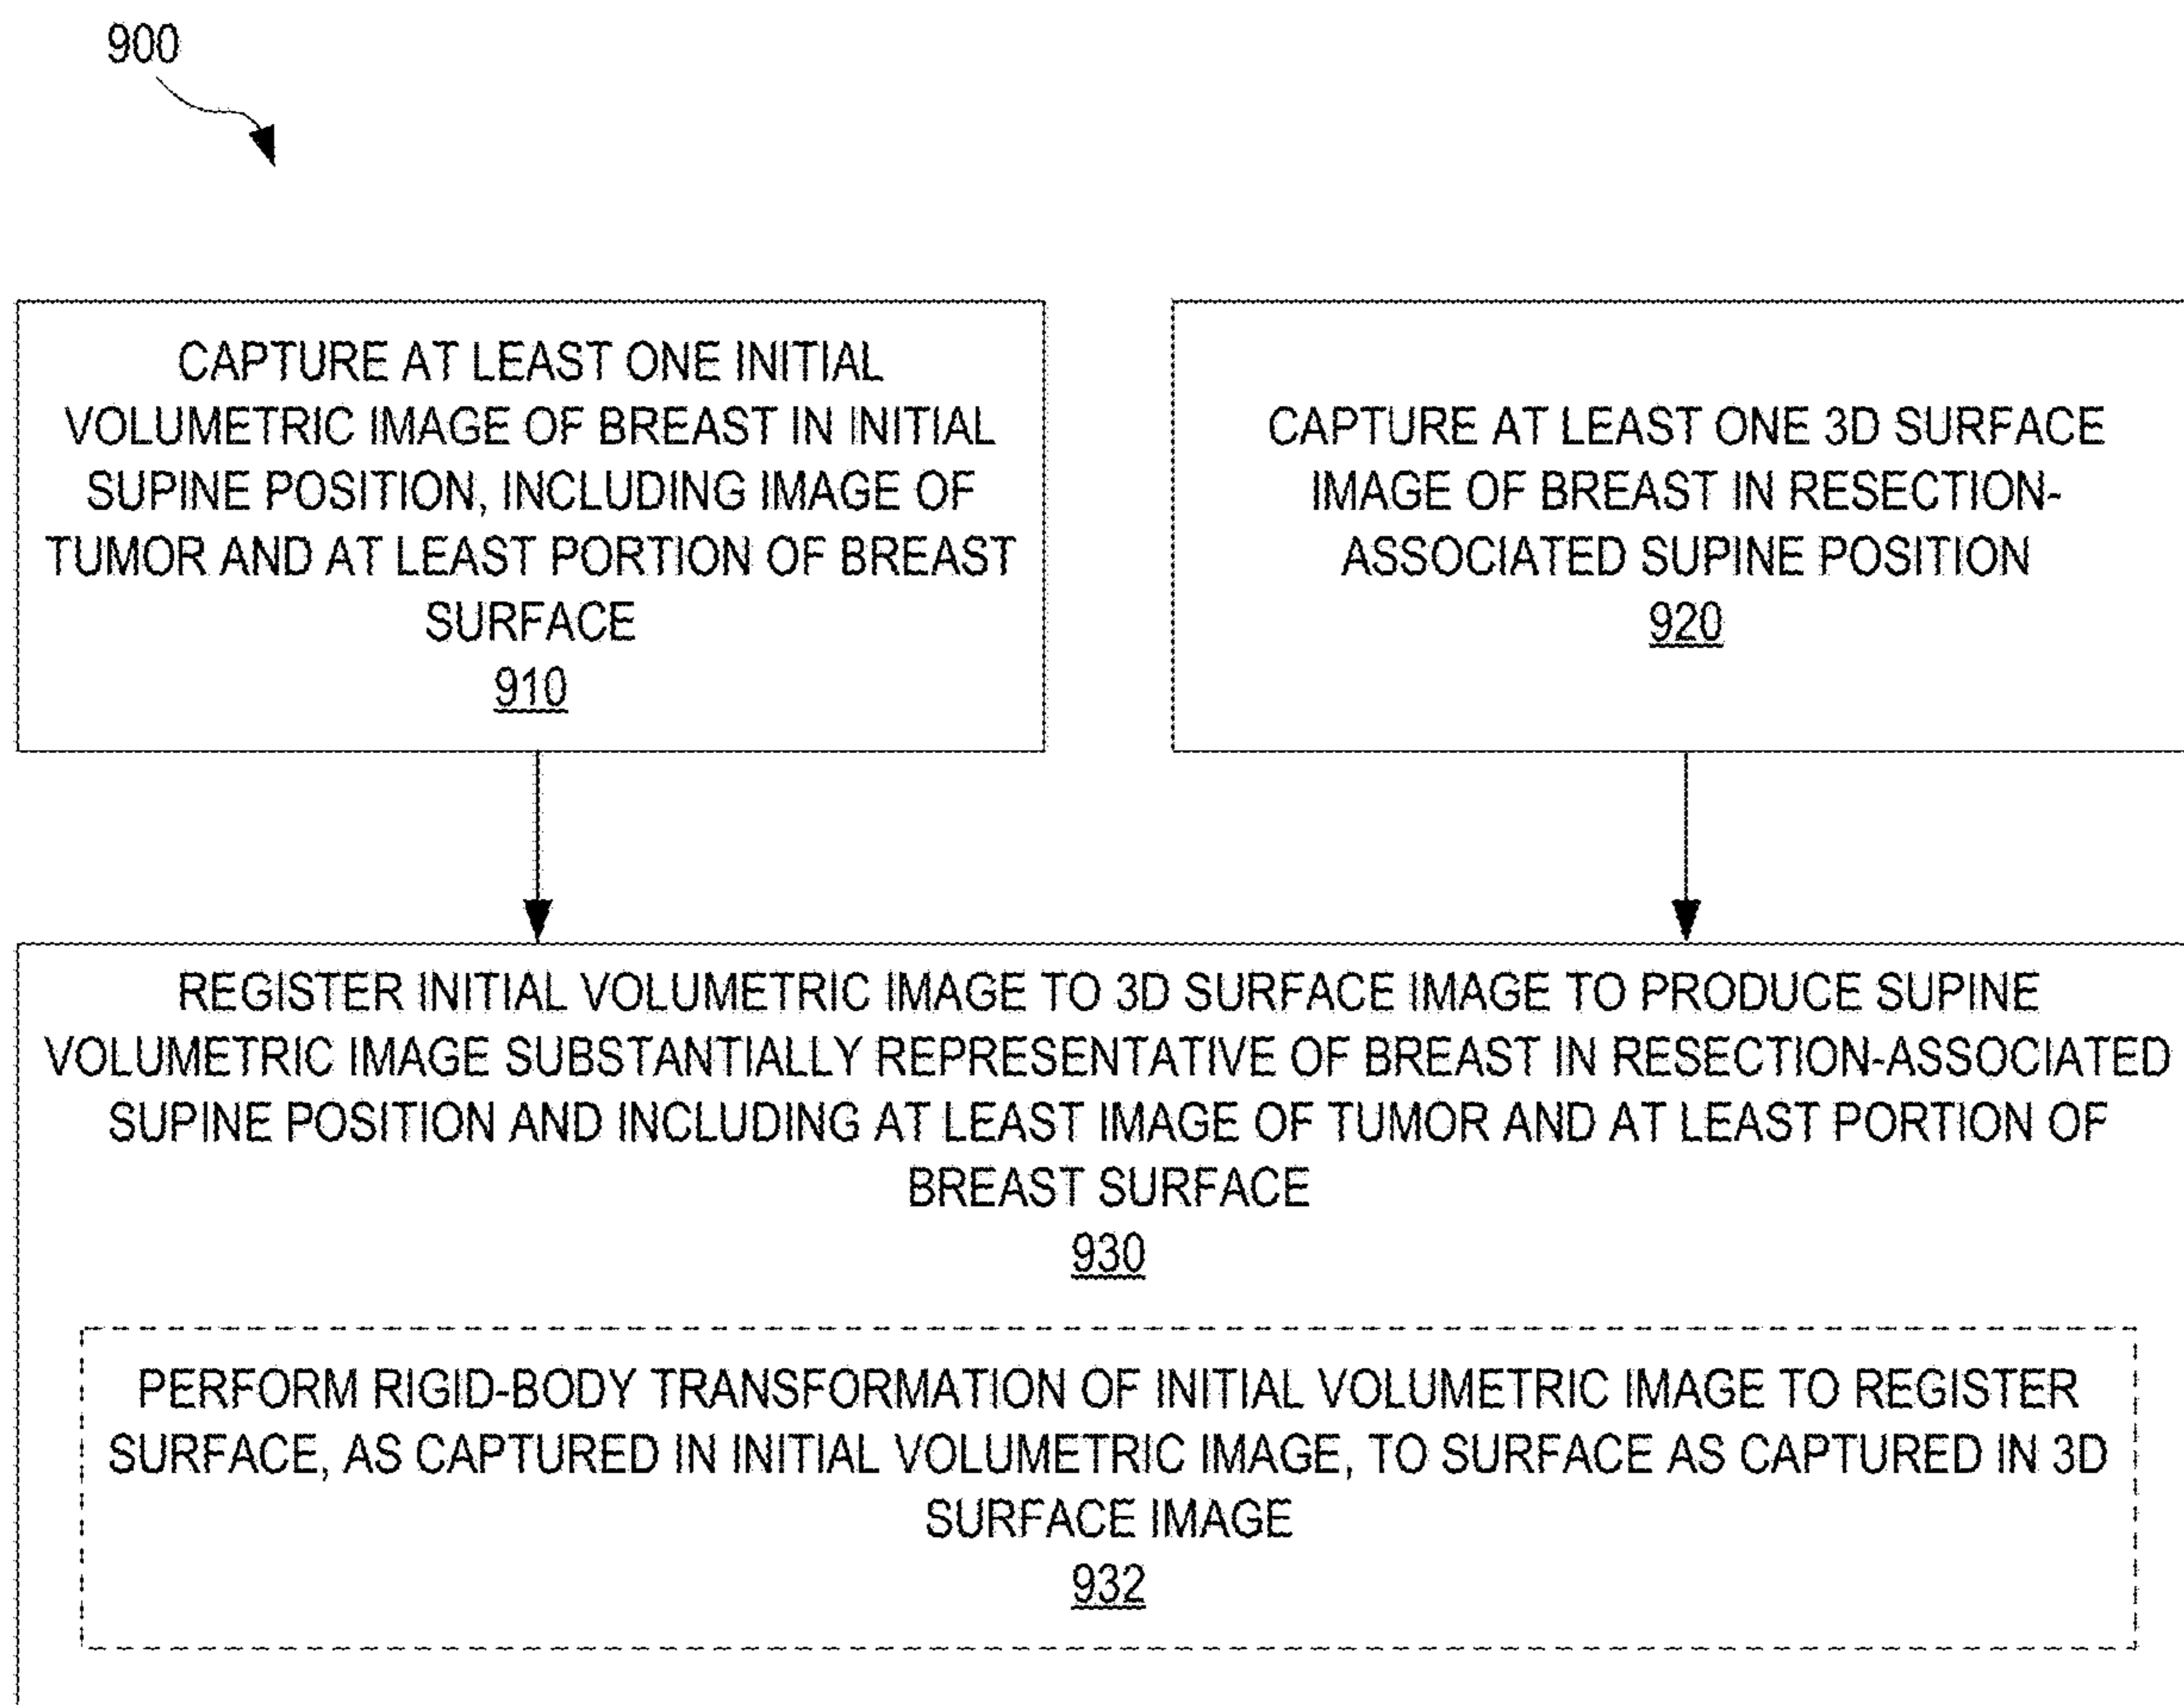 900
CAPTURE AT LEAST ONE INITIAL
VOLUMETRIC IMAGE OF BREAST IN INITIAL
SUPINE POSITION, INCLUDING IMAGE OF
TUMOR AND AT LEAST PORTION OF BREAST
SURFACE
910
CAPTURE AT LEAST ONE 3D SURFACE
IMAGE OF BREAST IN RESECTION-
ASSOCIATED SUPINE POSITION
920
REGISTER INITIAL VOLUMETRIC IMAGE TO 3D SURFACE IMAGE TO PRODUCE SUPINE
VOLUMETRIC IMAGE SUBSTANTIALLY REPRESENTATIVE OF BREAST IN RESECTION-ASSOCIATED
SUPINE POSITION AND INCLUDING AT LEAST IMAGE OF TUMOR AND AT LEAST PORTION OF
BREAST SURFACE
930
PERFORM RIGID-BODY TRANSFORMATION OF INITIAL VOLUMETRIC IMAGE TO REGISTER
SURFACE, AS CAPTURED IN INITIAL VOLUMETRIC IMAGE, TO SURFACE AS CAPTURED IN 3D
SURFACE IMAGE
932